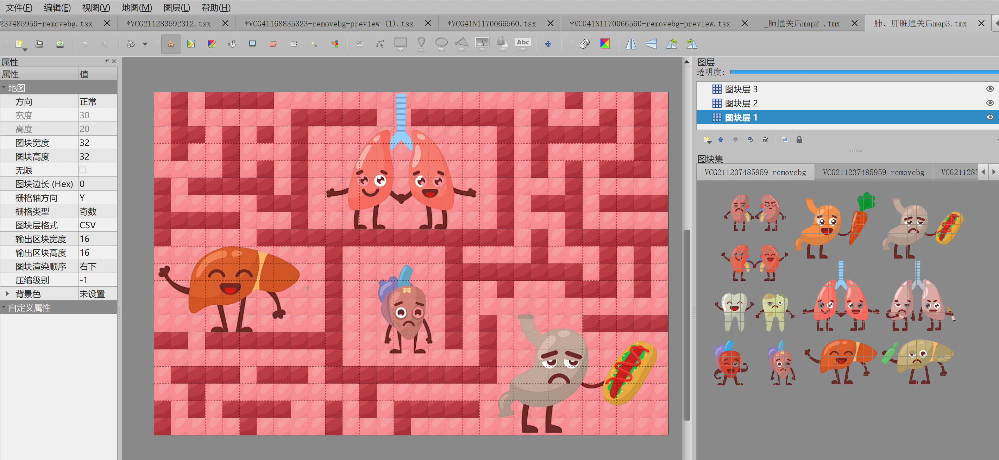 文件(F) 编辑(E) 视图(V) 地图(M) 图层(L) 帮助(H)
237485959-removebg.tsx *VCG211283592312.tsx *VCG41168835323-removebg-preview (1).tsx *VCG41N1170066560.tsx *VCG41N1170066560-removebg-preview.tsx _肺通关后map2 .tmx 肺、肝脏通关后map3.tmx
Abc
属性
属性 值
地图
方向 正常
宽度 30
高度 20
图块宽度 32
图块高度 32
无限
图块边长 (Hex) 0
栅格轴方向 Y
栅格类型 奇数
图块层格式 CSV
输出区块宽度 16
输出区块高度 16
图块渲染顺序 右下
压缩级别 -1
背景色 未设置
自定义属性
图层
透明度:
图块层 3
图块层 2
图块层 1
图块集
VCG211237485959-removebg VCG211237485959-removebg VCG211283